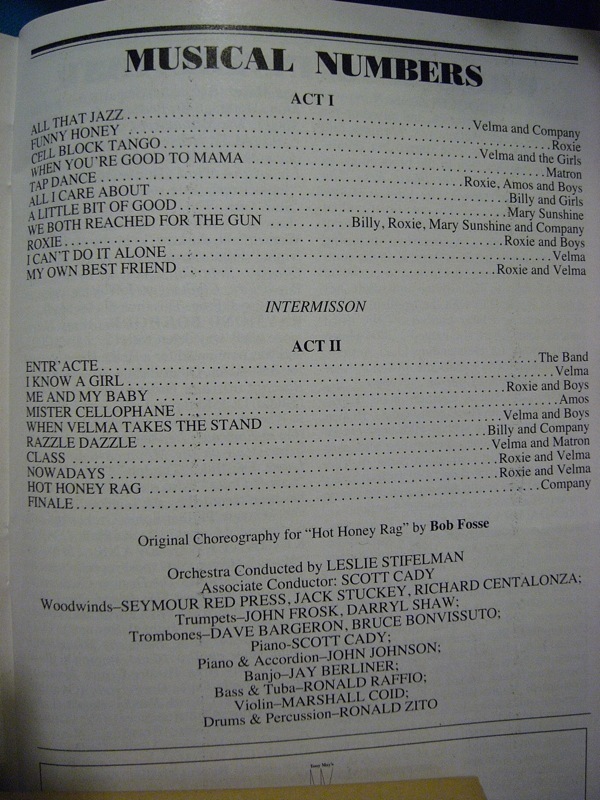 MUSICAL NUMBERS
ACT I
ALL THAT JAZZ ........ Velma and Company
FUNNY HONEY ........ Roxie
CELL BLOCK TANGO ........ Velma and the Girls
WHEN YOU'RE GOOD TO MAMA ........ Matron
TAP DANCE ........ Roxie, Amos and Boys
ALL I CARE ABOUT ........ Billy and Girls
A LITTLE BIT OF GOOD ........ Mary Sunshine
WE BOTH REACHED FOR THE GUN ........ Billy, Roxie, Mary Sunshine and Company
ROXIE ........ Roxie and Boys
I CAN'T DO IT ALONE ........ Velma
MY OWN BEST FRIEND ........ Roxie and Velma
INTERMISSON
ACT II
ENTR'ACTE ........ The Band
I KNOW A GIRL ........ Velma
ME AND MY BABY ........ Roxie and Boys
MISTER CELLOPHANE ........ Amos
WHEN VELMA TAKES THE STAND ........ Velma and Boys
RAZZLE DAZZLE ........ Billy and Company
CLASS ........ Velma and Matron
NOWADAYS ........ Roxie and Velma
HOT HONEY RAG ........ Roxie and Velma
FINALE ........ Company
Original Choreography for "Hot Honey Rag" by Bob Fosse
Orchestra Conducted by LESLIE STIFELMAN
Associate Conductor: SCOTT CADY
Woodwinds–SEYMOUR RED PRESS, JACK STUCKEY, RICHARD CENTALONZA;
Trumpets–JOHN FROSK, DARRYL SHAW;
Trombones–DAVE BARGERON, BRUCE BONVISSUTO;
Piano-SCOTT CADY;
Piano & Accordion–JOHN JOHNSON;
Banjo–JAY BERLINER;
Bass & Tuba–RONALD RAFFIO;
Violin–MARSHALL COID;
Drums & Percussion–RONALD ZITO